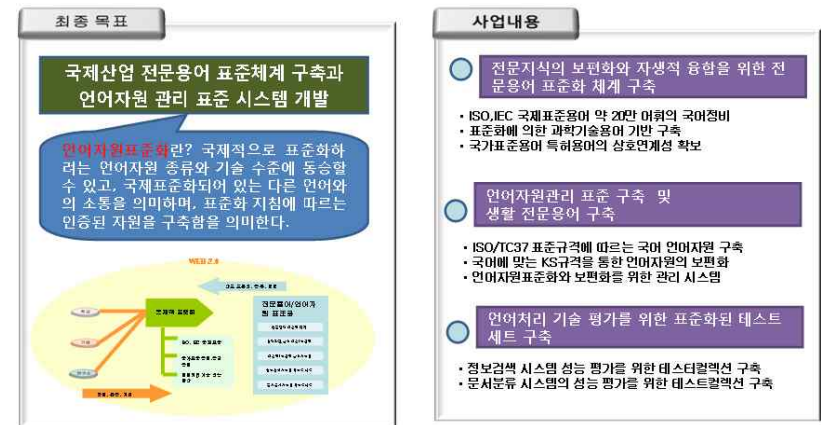 최종 목표
국제산업 전문용어 표준체계 구축과
언어자원 관리 표준 시스템 개발
언어자원표준화란? 국제적으로 표준화하
려는 언어자원 종류와 기술 수준에 동승할
수 있고, 국제표준화되어 있는 다른 언어와
의 소통을 의미하며, 표준화 지침에 따르는
인증된 자원을 구축함을 의미한다.
전문용어/언어자
원 표준화
사업내용
전문지식의 보편화와 자생적 융합을 위한 전
문용어 표준화 체계 구축
• ISO,IEC 국제표준용어 약 20만 어휘의 국어정비
• 표준화에 의한 과학기술용어 기반 구축
• 국가표준용어 특허용어의 상호연계성 확보
언어자원관리 표준 구축 및
생활 전문용어 구축
• ISO/TC37 표준규격에 따르는 국어 언어자원 구축
• 국어에 맞는 KS규격을 통한 언어자원의 보편화
• 언어자원표준화와 보편화를 위한 관리 시스템
언어처리 기술 평가를 위한 표준화된 테스트
세트 구축
• 정보검색 시스템 성능 평가를 위한 테스터컬렉션 구축
• 문서분류 시스템의 성능 평가를 위한 테스트컬렉션 구축